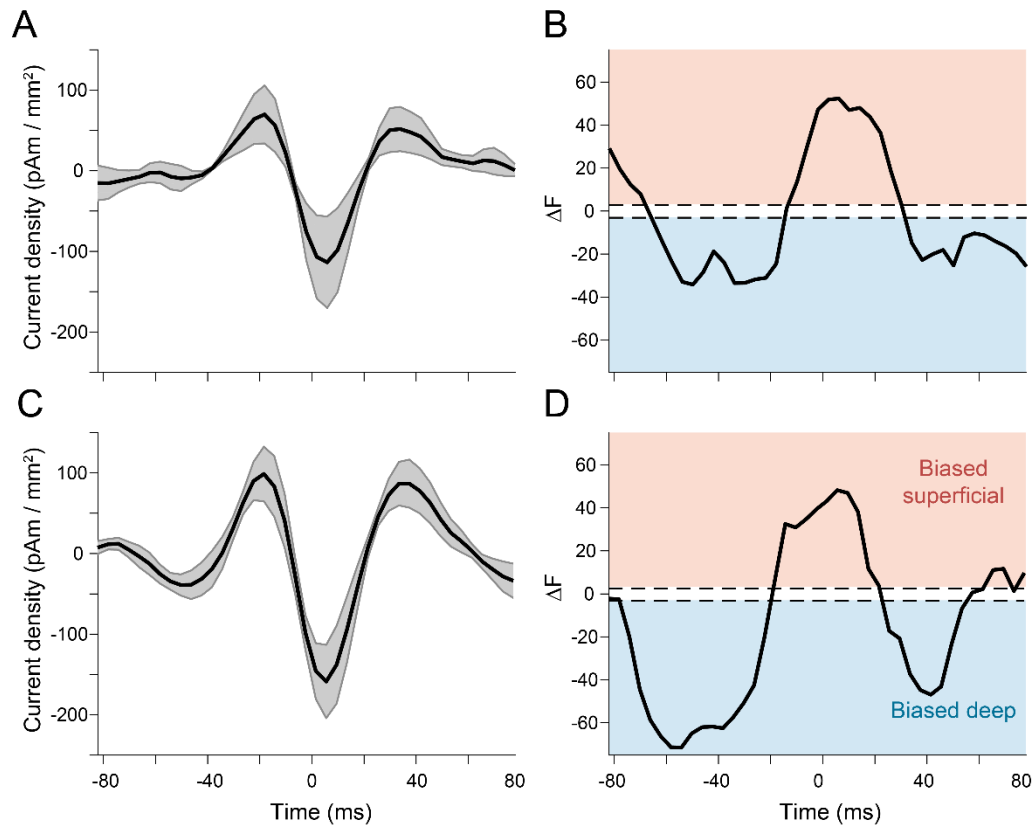 A
Current density (pAm / mm²)
100
0
-100
-200
B
ΔF
60
40
20
0
-20
-40
-60
C
Current density (pAm / mm²)
100
0
-100
-200
-80
-40
0
40
80
Time (ms)
D
ΔF
60
40
20
0
-20
-40
-60
Biased
superficial
Biased deep
-80
-40
0
40
80
Time (ms)